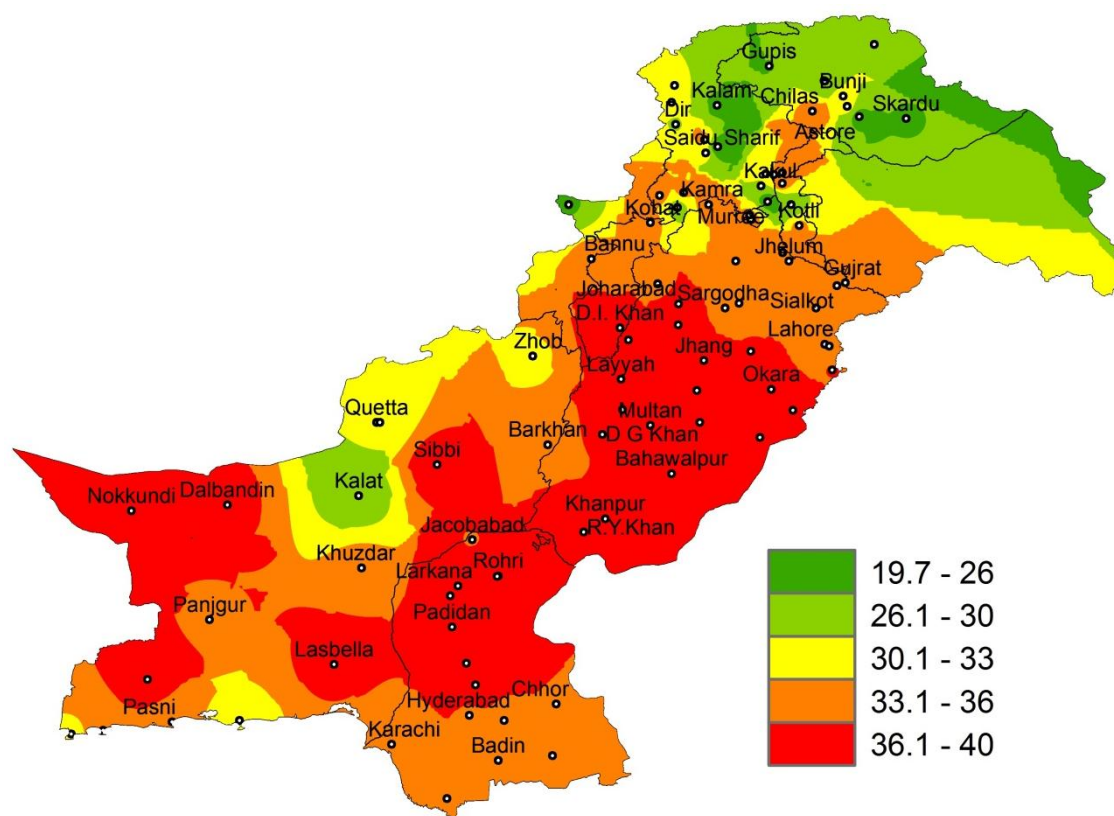 Gupis
Bunji
Kalam
Chilas
Skardu
Dir
Astore
Saidu Sharif
Kakul
Kamra
Kohat
Murree
Kotli
Bannu
Jhelum
Gujrat
Joharabad
Sargodha
Sialkot
D.I. Khan
Lahore
Zhob
Jhang
Layyah
Okara
Quetta
Multan
Barkhan
D G Khan
Sibbi
Bahawalpur
Kalat
Nokkundi
Dalbandin
Khanpur
R.Y.Khan
Jacobabad
Khuzdar
Rohri
Larkana
Panjgur
Padidan
Lasbella
Pasni
Hyderabad
Chhor
Karachi
Badin
19.7 - 26
26.1 - 30
30.1 - 33
33.1 - 36
36.1 - 40